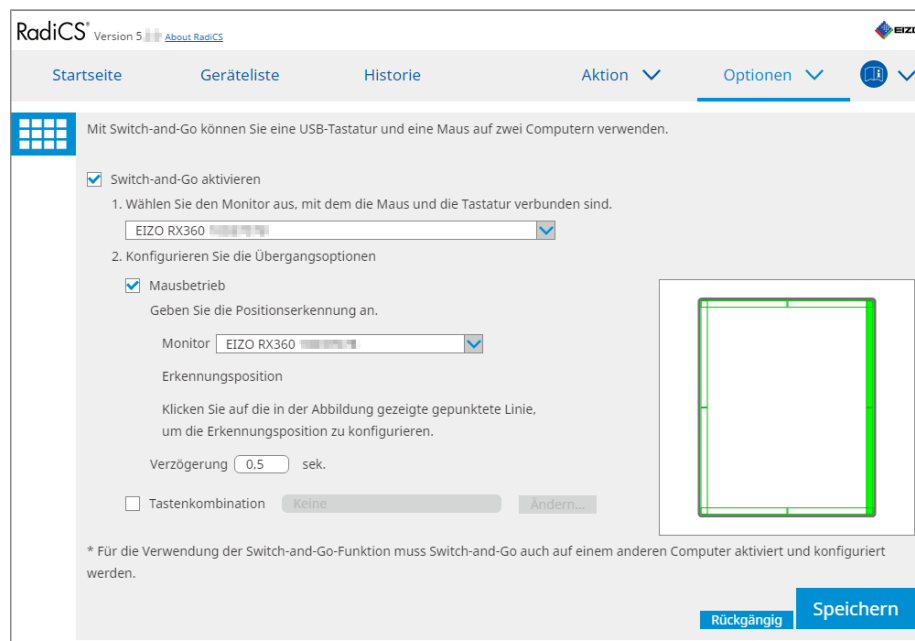 RadiCS® Version 5. About RadiCS
EIZO
Startseite Geräteliste Historie Aktion Optionen
Mit Switch-and-Go können Sie eine USB-Tastatur und eine Maus auf zwei Computern verwenden.
Switch-and-Go aktivieren
1. Wählen Sie den Monitor aus, mit dem die Maus und die Tastatur verbunden sind.
EIZO RX360
2. Konfigurieren Sie die Übergangsoptionen
Mausbetrieb
Geben Sie die Positionserkennung an.
Monitor EIZO RX360
Erkennungsposition
Klicken Sie auf die in der Abbildung gezeigte gepunktete Linie,
um die Erkennungsposition zu konfigurieren.
Verzögerung 0,5 sek.
Tastenkombination Keine Ändern...
* Für die Verwendung der Switch-and-Go-Funktion muss Switch-and-Go auch auf einem anderen Computer aktiviert und konfiguriert
werden.
Rückgängig Speichern